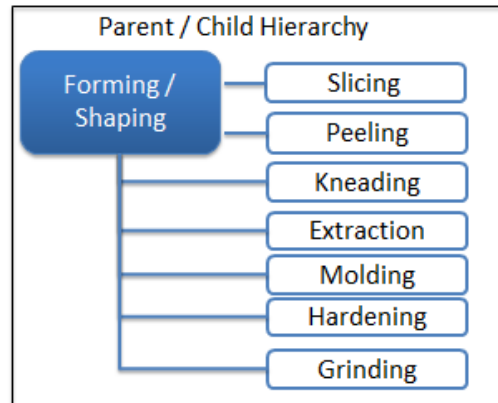 Parent / Child Hierarchy
Forming /
Shaping
Slicing
Peeling
Kneading
Extraction
Molding
Hardening
Grinding